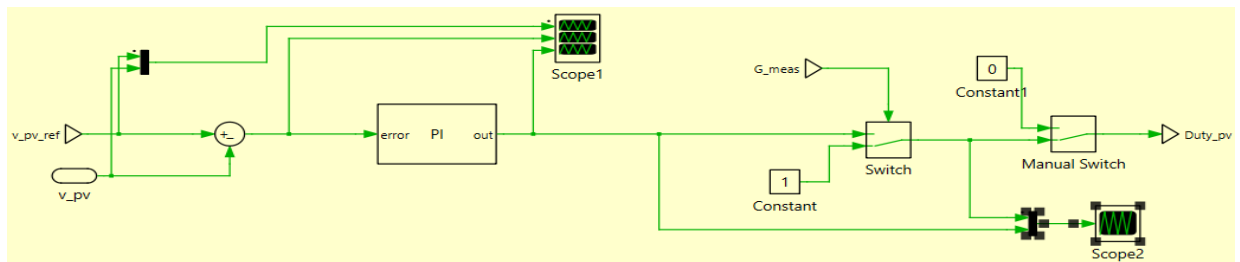 Scope1
G_meas
0
Constant1
v_pv_ref
+
-
error
PI
out
Switch
Manual Switch
Duty_pv
v_pv
1
Constant
Scope2